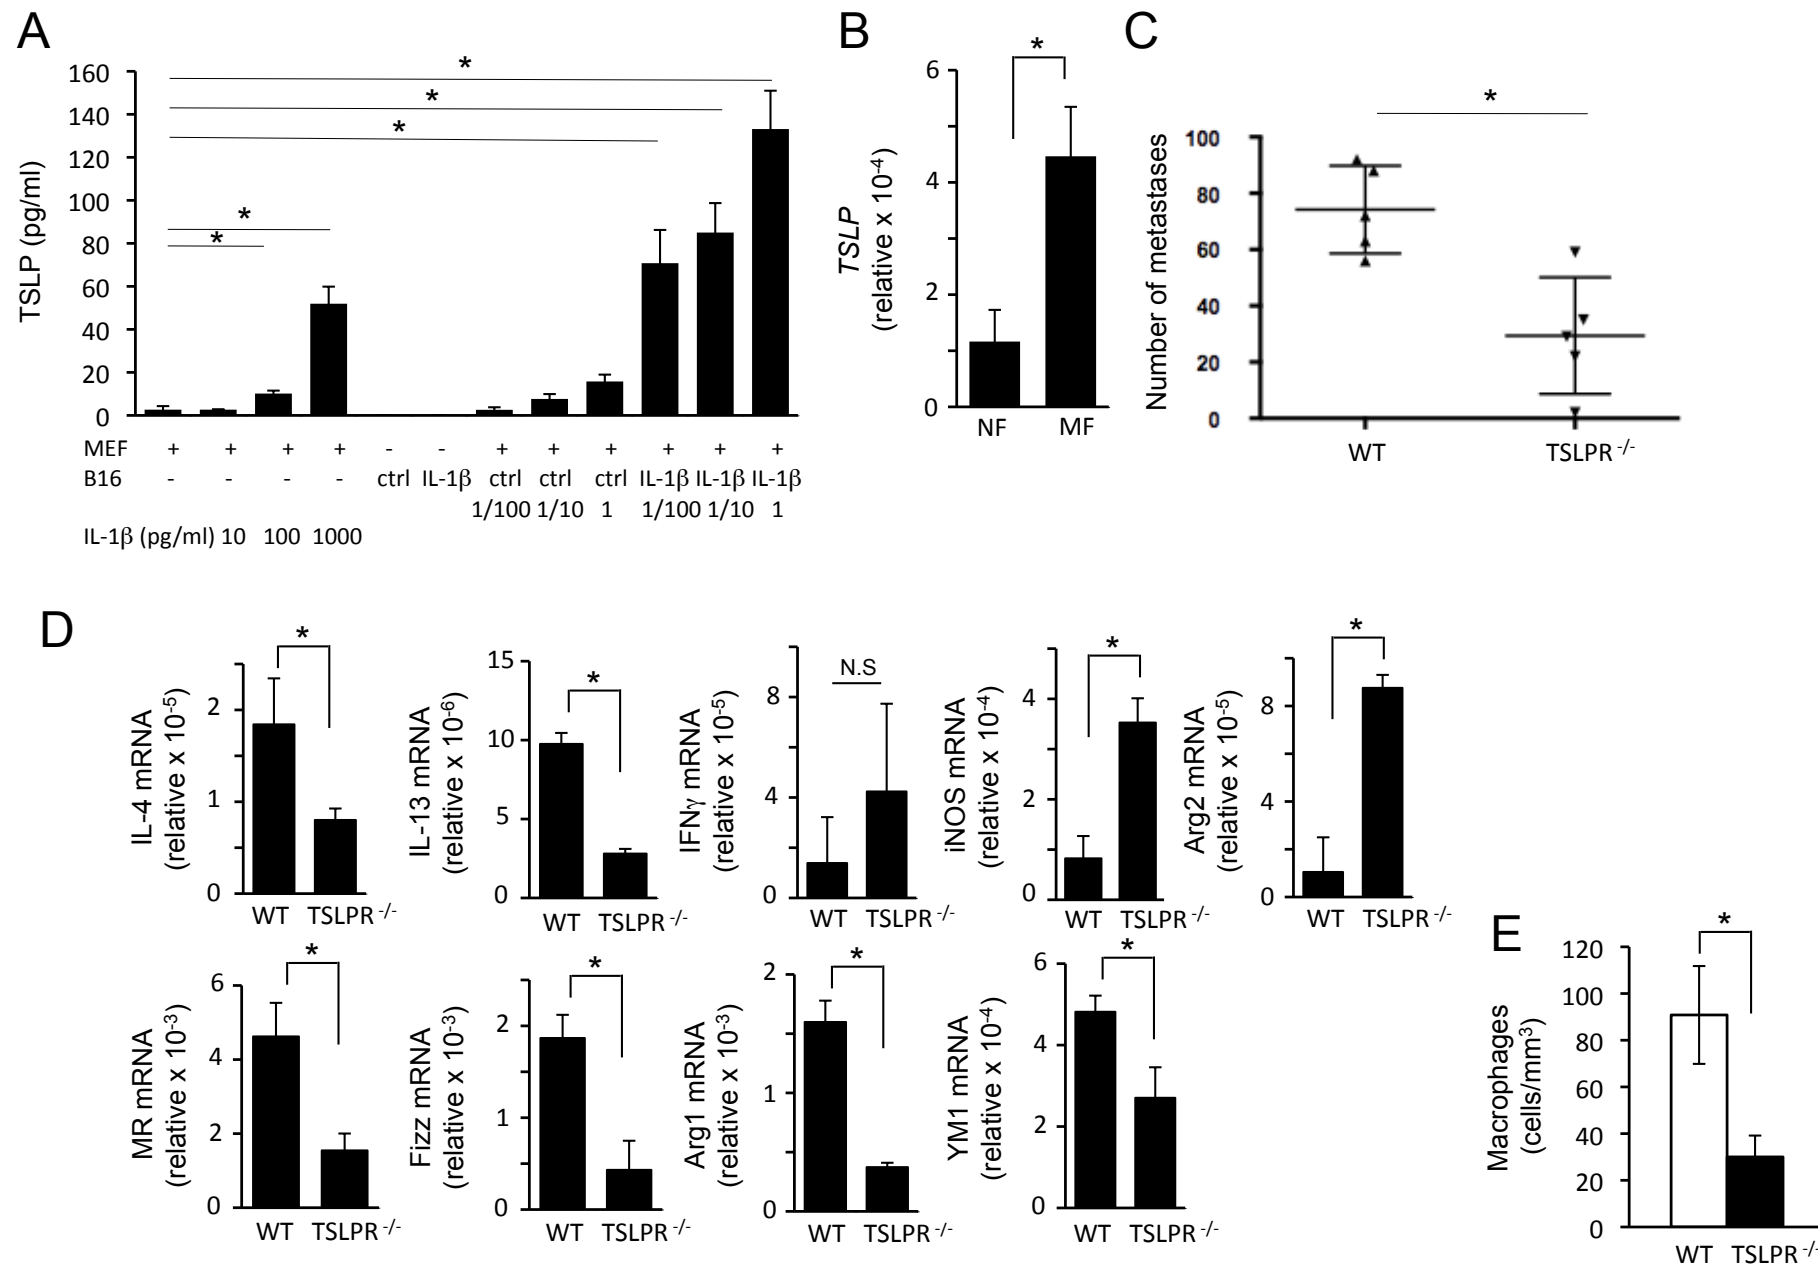 A
TSLP (pg/ml)
160
140
120
100
80
60
40
20
0
*
*
*
*
*
MEF + + + + - - + + + + + +
B16 - - - - ctrl IL-1β ctrl ctrl ctrl IL-1β IL-1β IL-1β
1/100 1/10 1 1/100 1/10 1
IL-1β (pg/ml) 10 100 1000
B
TSLP
(relative x 10-4)
6
4
2
0
*
NF MF
C
Number of metastases
100
80
60
40
20
0
*
WT TSLPR -/-
D
IL-4 mRNA
(relative x 10-5)
2
1
0
*
WT TSLPR -/-
IL-13 mRNA
(relative x 10-6)
15
10
5
0
*
WT TSLPR -/-
IFNγ mRNA
(relative x 10-5)
8
4
0
N.S
WT TSLPR -/-
iNOS mRNA
(relative x 10-4)
4
2
0
*
WT TSLPR -/-
Arg2 mRNA
(relative x 10-5)
8
4
0
*
WT TSLPR -/-
MR mRNA
(relative x 10-3)
6
4
2
0
*
WT TSLPR -/-
Fizz mRNA
(relative x 10-3)
2
1
0
*
WT TSLPR -/-
Arg1 mRNA
(relative x 10-3)
2
1
0
*
WT TSLPR -/-
YM1 mRNA
(relative x 10-4)
6
4
2
0
*
WT TSLPR -/-
E
Macrophages
(cells/mm3)
120
100
80
60
40
20
0
*
WT TSLPR -/-